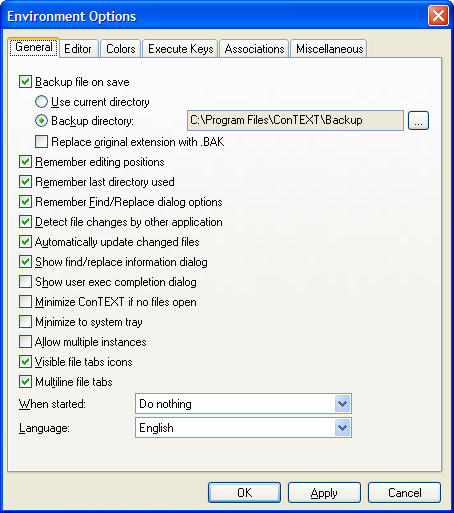 Environment Options
General Editor Colors Execute Keys Associations Miscellaneous
Backup file on save
Use current directory
Backup directory: C:\Program Files\ConTEXT\Backup ...
Replace original extension with .BAK
Remember editing positions
Remember last directory used
Remember Find/Replace dialog options
Detect file changes by other application
Automatically update changed files
Show find/replace information dialog
Show user exec completion dialog
Minimize ConTEXT if no files open
Minimize to system tray
Allow multiple instances
Visible file tabs icons
Multiline file tabs
When started: Do nothing
Language: English
OK Apply Cancel